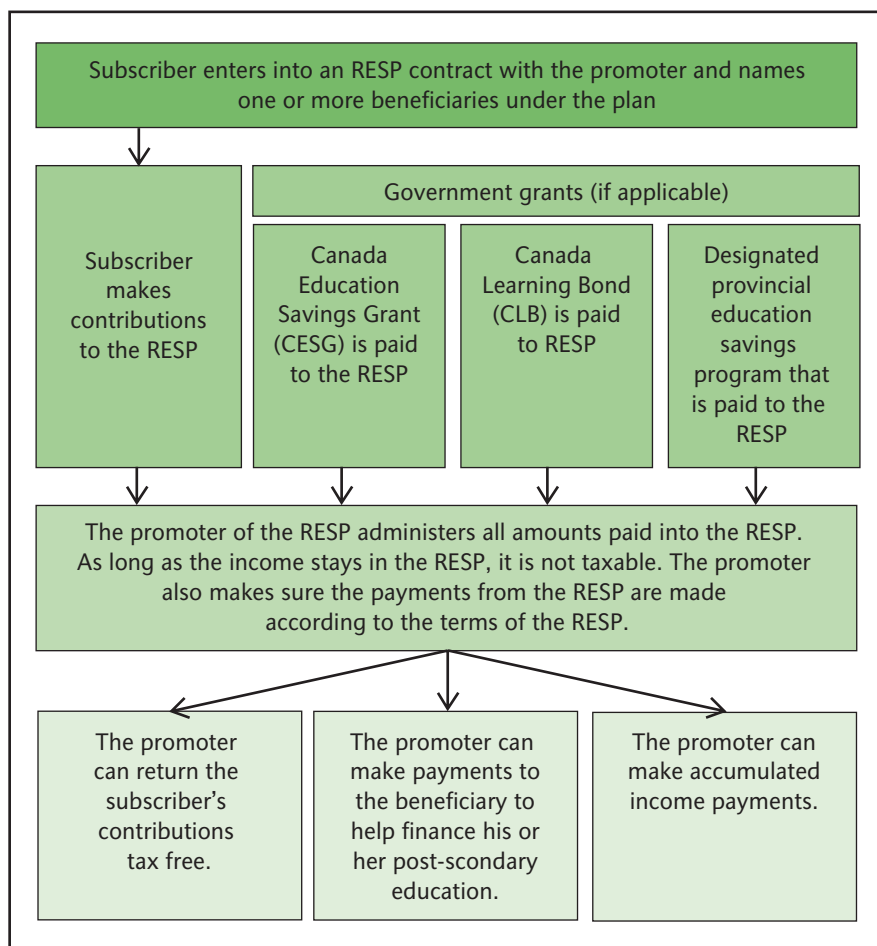 Subscriber enters into an RESP contract with the promoter and names
one or more beneficiaries under the plan
Subscriber
makes
contributions
to the RESP
Government grants (if applicable)
Canada
Education
Savings Grant
(CESG) is paid
to the RESP
Canada
Learning Bond
(CLB) is paid
to RESP
Designated
provincial
education
savings
program that
is paid to the
RESP
The promoter of the RESP administers all amounts paid into the RESP.
As long as the income stays in the RESP, it is not taxable. The promoter
also makes sure the payments from the RESP are made
according to the terms of the RESP.
The promoter
can return the
subscriber’s
contributions
tax free.
The promoter can
make payments to
the beneficiary to
help finance his or
her post-scondary
education.
The promoter can
make accumulated
income payments.